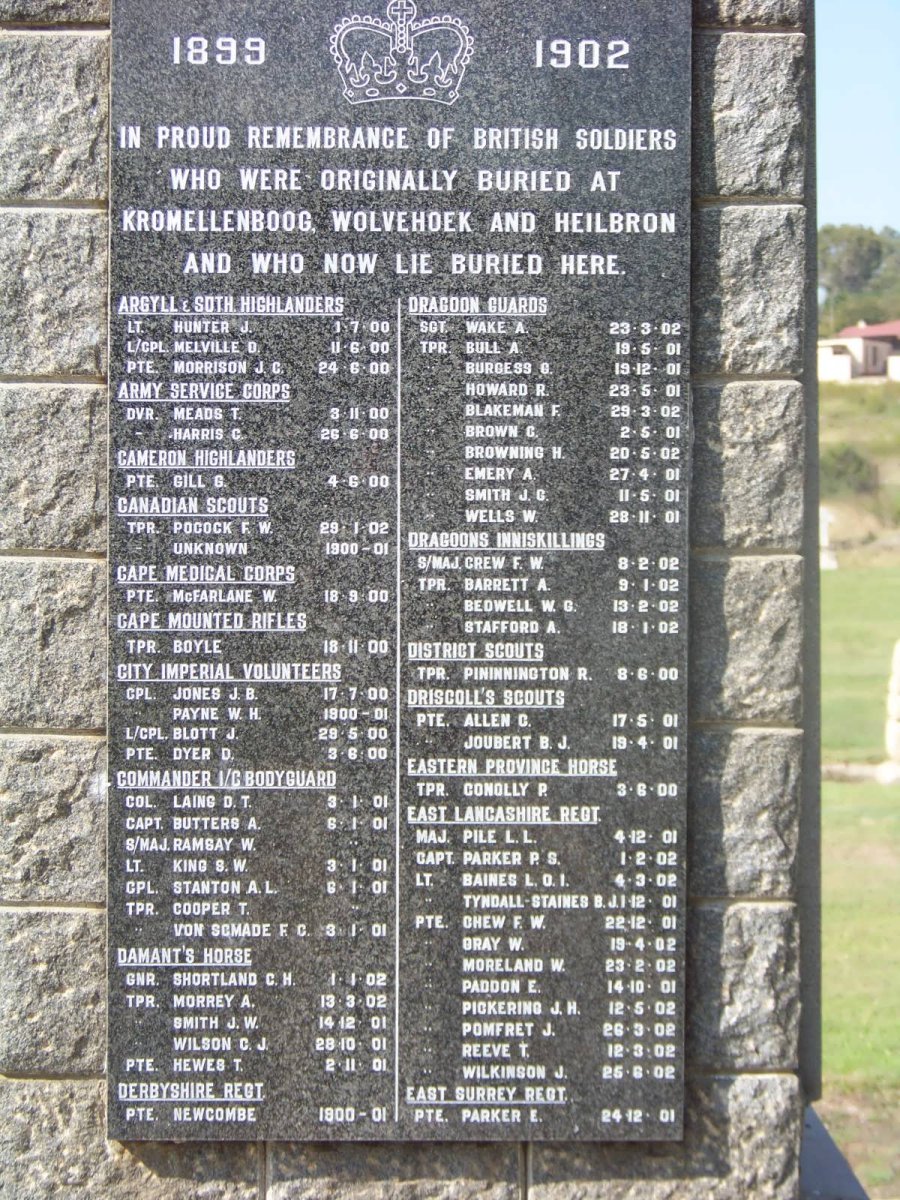 1899 1902
IN PROUD REMEMBRANCE OF BRITISH SOLDIERS
WHO WERE ORIGINALLY BURIED AT
KROMELLENBOOG, WOLVEHOEK AND HEILBRON
AND WHO NOW LIE BURIED HERE.
ARGYLL & SUTH HIGHLANDERS
LT. HUNTER J. 1·7·00
L/CPL. MELVILLE D. 11·6·00
PTE. MORRISON J. C. 24·6·00
ARMY SERVICE CORPS
DVR. MEADS T. 3·11·00
" HARRIS C. 26·6·00
CAMERON HIGHLANDERS
PTE. GILL G. 4·6·00
CANADIAN SCOUTS
TPR. POCOCK F. W. 29·1·02
" UNKNOWN 1900-01
CAPE MEDICAL CORPS
PTE. McFARLANE W. 18·9·00
CAPE MOUNTED RIFLES
TPR. BOYLE 18·11·00
CITY IMPERIAL VOLUNTEERS
CPL. JONES J. B. 17·7·00
PAYNE W. H. 1900-01
L/CPL. BLOTT J. 29·5·00
PTE. DYER D. 3·6·00
COMMANDER I/C BODYGUARD
COL. LAING D. T. 3·1·01
CAPT. BUTTERS A. 6·1·01
S/MAJ. RAMSAY W. "
LT. KING S. W. 3·1·01
CPL. STANTON A. L. 6·1·01
TPR. COOPER T. "
" VON SCMADE F. C. 3·1·01
DAMANT'S HORSE
GNR. SHORTLAND C. H. 1·1·02
TPR. MORREY A. 13·3·02
" SMITH J. W. 14·12·01
" WILSON C. J. 28·10·01
PTE. HEWES T. 2·11·01
DERBYSHIRE REGT.
PTE. NEWCOMBE 1900-01
DRAGOON GUARDS
SGT. WAKE A. 23·3·02
TPR. BULL A. 19·5·01
" BURGESS G. 19·12·01
" HOWARD R. 23·5·01
" BLAKEMAN F. 29·3·02
" BROWN C. 2·5·01
" BROWNING H. 20·5·02
" EMERY A. 27·4·01
" SMITH J. C. 11·5·01
" WELLS W. 28·11·01
DRAGOONS INNISKILLINGS
S/MAJ. CREW F. W. 8·2·02
TPR. BARRETT A. 9·1·02
" BEDWELL W. G. 13·2·02
" STAFFORD A. 18·1·02
DISTRICT SCOUTS
TPR. PININNINGTON R. 8·6·00
DRISCOLL'S SCOUTS
PTE. ALLEN C. 17·5·01
" JOUBERT B. J. 19·4·01
EASTERN PROVINCE HORSE
TPR. CONOLLY P. 3·6·00
EAST LANCASHIRE REGT.
MAJ. PILE L. L. 4·12·01
CAPT. PARKER P. S. 1·2·02
LT. BAINES L. O. I. 4·3·02
" TYNDALL-STAINES B. J. 1·12·01
PTE. CHEW F. W. 22·12·01
" GRAY W. 19·4·02
" MORELAND W. 23·2·02
" PADDON E. 14·10·01
" PICKERING J. H. 12·5·02
" POMFRET J. 26·3·02
" REEVE T. 12·3·02
" WILKINSON J. 25·6·02
EAST SURREY REGT.
PTE. PARKER E. 24·12·01